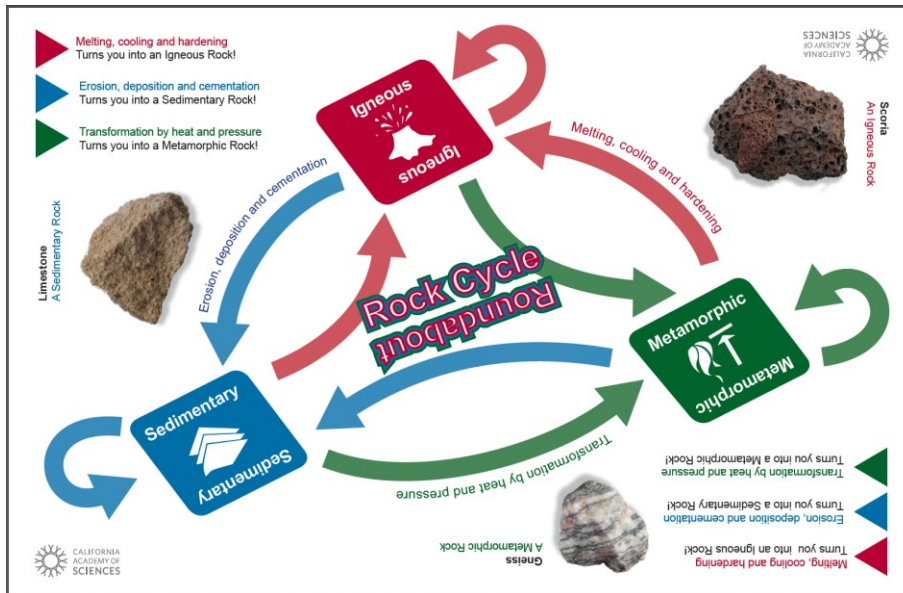 Melting, cooling and hardening
Turns you into an Igneous Rock!
Erosion, deposition and cementation
Turns you into a Sedimentary Rock!
Transformation by heat and pressure
Turns you into a Metamorphic Rock!
CALIFORNIA
ACADEMY OF
SCIENCES
Igneous
Igneous
Scoria
An Igneous Rock
Melting, cooling and hardening
Erosion, deposition and cementation
Limestone
A Sedimentary Rock
Rock Cycle
Roundabout
Metamorphic
Metamorphic
Sedimentary
Sedimentary
Transformation by heat and pressure
Gneiss
A Metamorphic Rock
Melting, cooling and hardening
Turns you into an Igneous Rock!
Erosion, deposition and cementation
Turns you into a Sedimentary Rock!
Transformation by heat and pressure
Turns you into a Metamorphic Rock!
CALIFORNIA
ACADEMY OF
SCIENCES